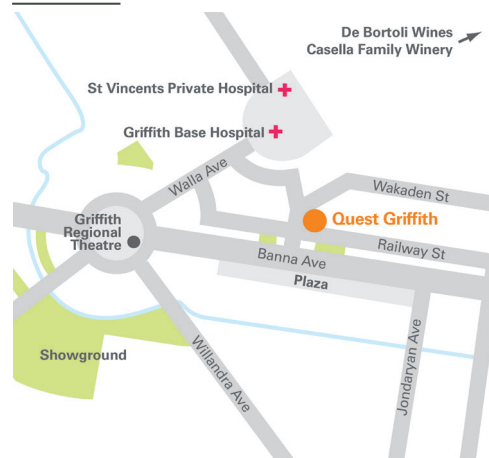 De Bortoli Wines
Casella Family Winery
St Vincents Private Hospital
Griffith Base Hospital
Walla Ave
Wakaden St
Griffith
Regional
Theatre
Quest Griffith
Railway St
Banna Ave
Plaza
Showground
Willandra Ave
Jondaryan Ave